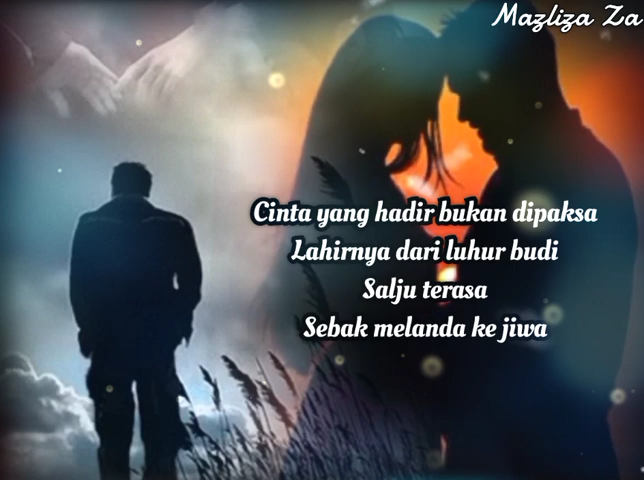 Mazliza Za
Cinta yang hadir bukan dipaksa
Lahirnya dari luhur budi
Salju terasa
Sebak melanda ke jiwa